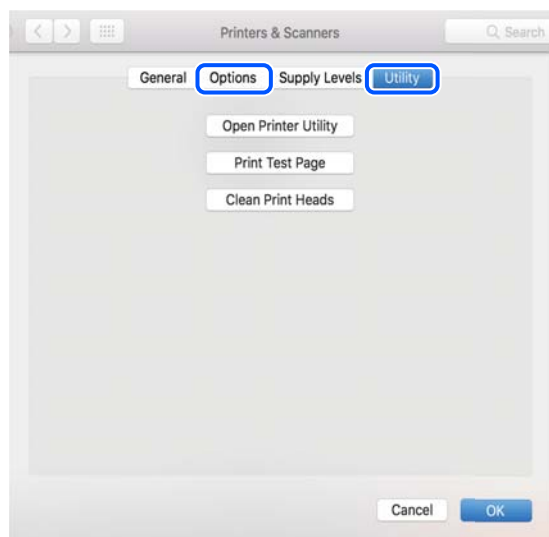 Printers & Scanners Search
General Options Supply Levels Utility
Open Printer Utility
Print Test Page
Clean Print Heads
Cancel OK